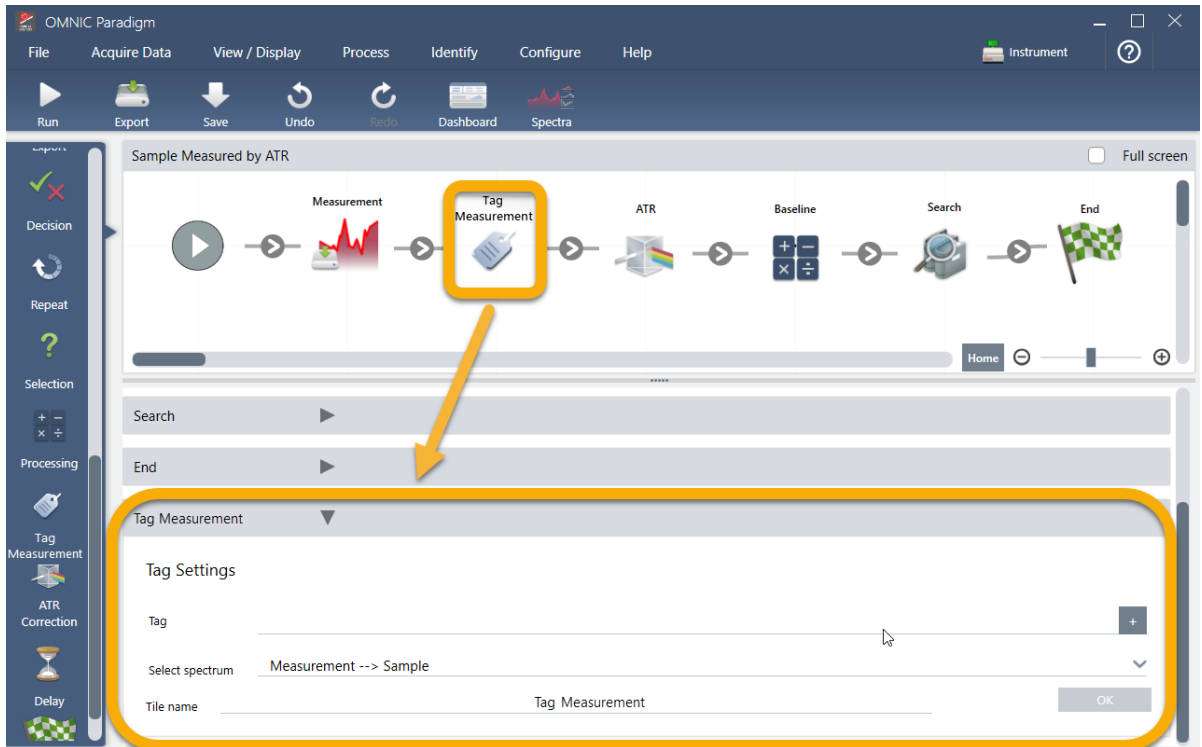 OMNIC Paradigm
File Acquire Data View / Display Process Identify Configure Help Instrument
Run Export Save Undo Redo Dashboard Spectra
Export
Decision
Repeat
Selection
Processing
Tag
Measurement
ATR
Correction
Delay
Sample Measured by ATR Full screen
Measurement
Tag
Measurement
ATR
Baseline
Search
End
Home
Search
End
Tag Measurement
Tag Settings
Tag +
Select spectrum Measurement --> Sample
Tile name Tag Measurement OK